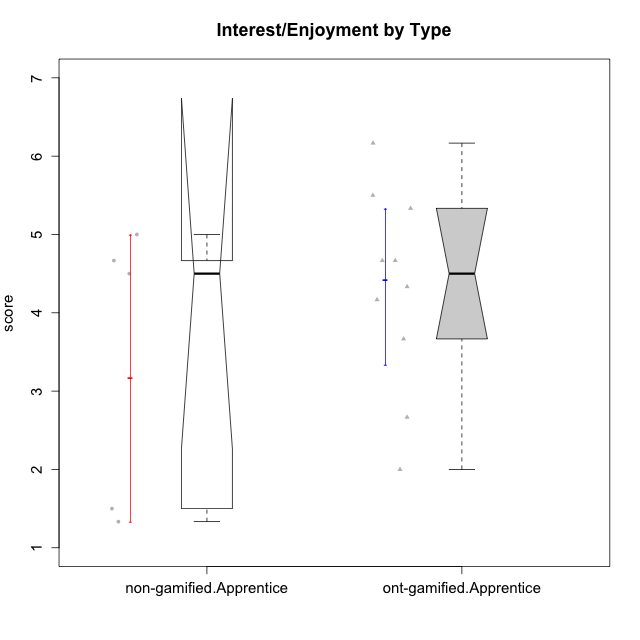 Interest/Enjoyment by Type
7
6
5
4
3
2
1
score
non-gamified.Apprentice
ont-gamified.Apprentice